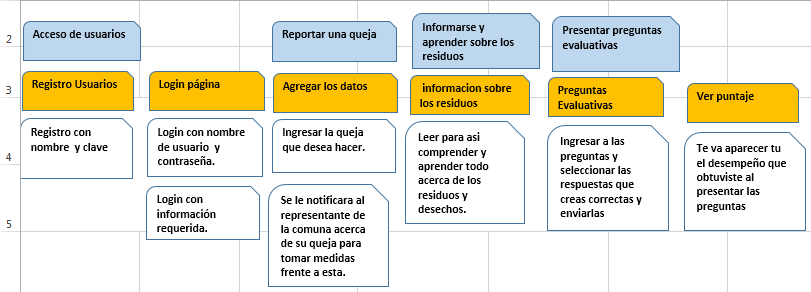 2
Acceso de usuarios
Reportar una queja
Informarse y
aprender sobre los
residuos
Presentar preguntas
evaluativas
3
Registro Usuarios
Login página
Agregar los datos
informacion sobre
los residuos
Preguntas
Evaluativas
Ver puntaje
4
Registro con
nombre y clave
Login con nombre
de usuario y
contraseña.
Ingresar la queja
que desea hacer.
Leer para asi
comprender y
aprender todo
acerca de los
residuos y
desechos.
Ingresar a las
preguntas y
seleccionar las
respuestas que
creas correctas y
enviarlas
Te va aparecer tu
el desempeño que
obtuviste al
presentar las
preguntas
5
Login con
información
requerida.
Se le notificara al
representante de
la comuna acerca
de su queja para
tomar medidas
frente a esta.